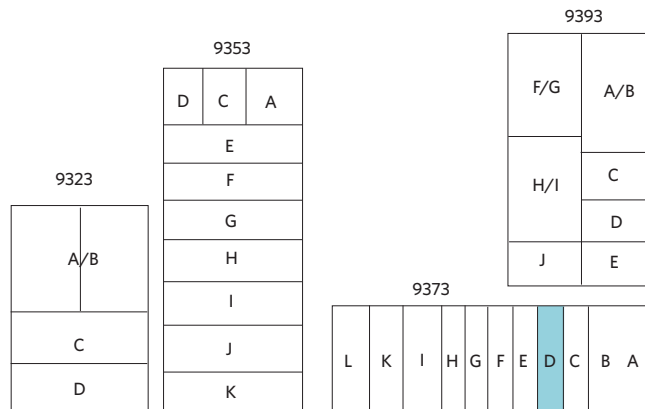 9323
A/B
C
D
9353
D C A
E
F
G
H
I
J
K
9393
F/G A/B
H/I C
D
J E
9373
L K I H G F E D C B A